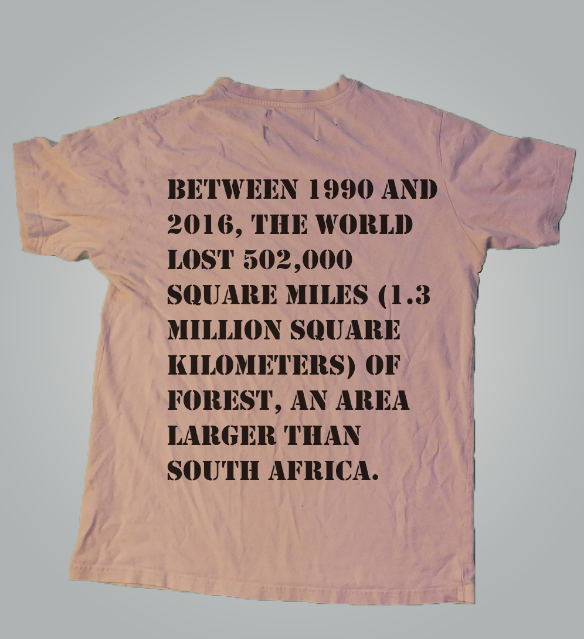 BETWEEN 1990 AND
2016, THE WORLD
LOST 502,000
SQUARE MILES (1.3
MILLION SQUARE
KILOMETERS) OF
FOREST, AN AREA
LARGER THAN
SOUTH AFRICA.